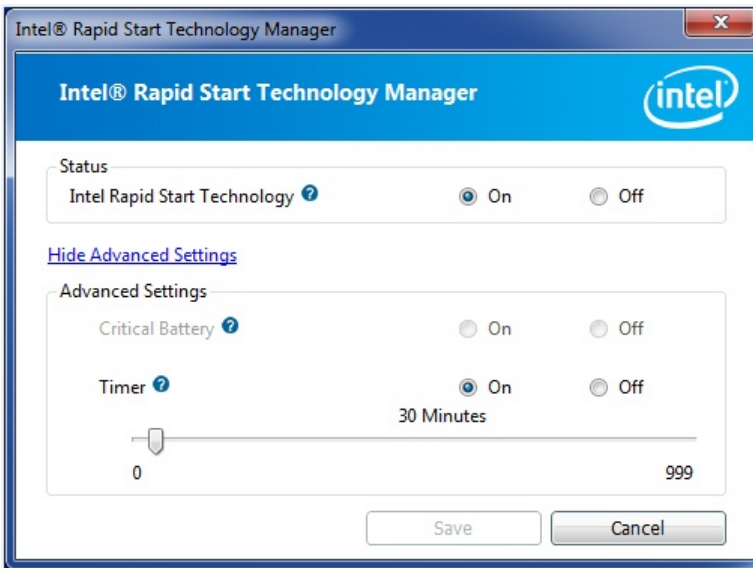 Intel® Rapid Start Technology Manager
Intel® Rapid Start Technology Manager
intel
Status
Intel Rapid Start Technology ? On Off
Hide Advanced Settings
Advanced Settings
Critical Battery ? On Off
Timer ? On Off
30 Minutes
0 999
Save Cancel